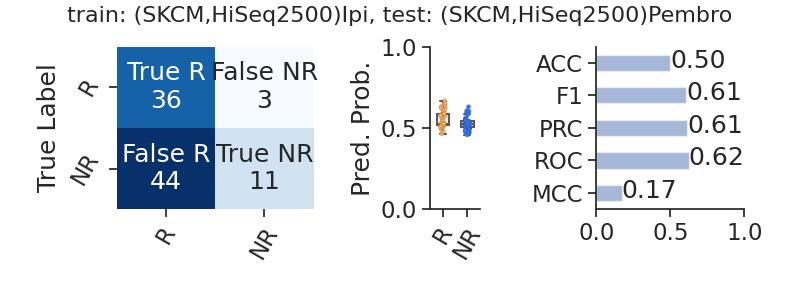 train: (SKCM,HiSeq2500)Ipi, test: (SKCM,HiSeq2500)Pembro
True Label
R
NR
True R
36
False NR
3
False R
44
True NR
11
R
NR
Pred. Prob.
1.0
0.5
0.0
R
NR
ACC
0.50
F1
0.61
PRC
0.61
ROC
0.62
MCC
0.17
0.0
0.5
1.0